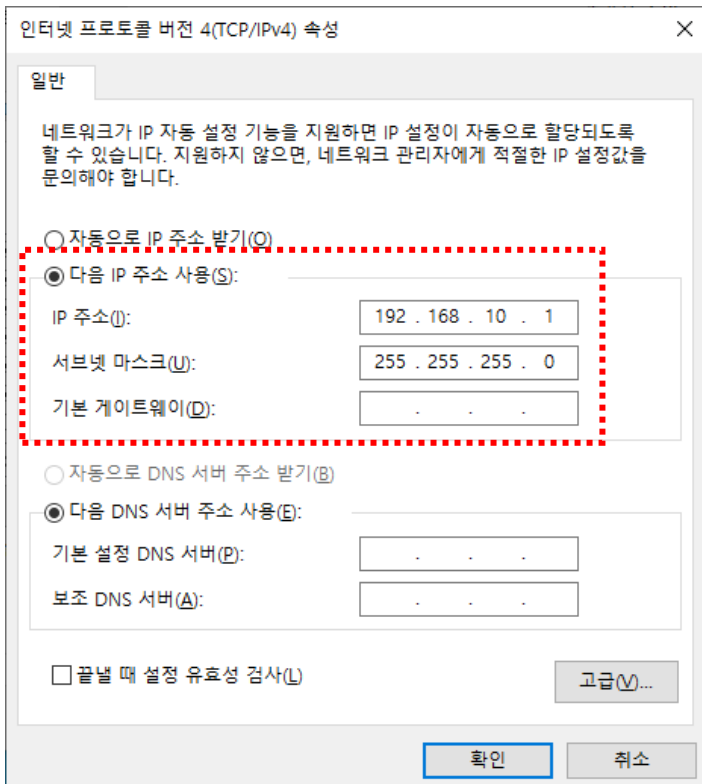 인터넷 프로토콜 버전 4(TCP/IPv4) 속성
일반
네트워크가 IP 자동 설정 기능을 지원하면 IP 설정이 자동으로 할당되도록
할 수 있습니다. 지원하지 않으면, 네트워크 관리자에게 적절한 IP 설정값을
문의해야 합니다.
자동으로 IP 주소 받기(O)
다음 IP 주소 사용(S):
IP 주소(I): 192 . 168 . 10 . 1
서브넷 마스크(U): 255 . 255 . 255 . 0
기본 게이트웨이(D): . . .
자동으로 DNS 서버 주소 받기(B)
다음 DNS 서버 주소 사용(E):
기본 설정 DNS 서버(P): . . .
보조 DNS 서버(A): . . .
끝낼 때 설정 유효성 검사(L)
고급(V)...
확인 취소